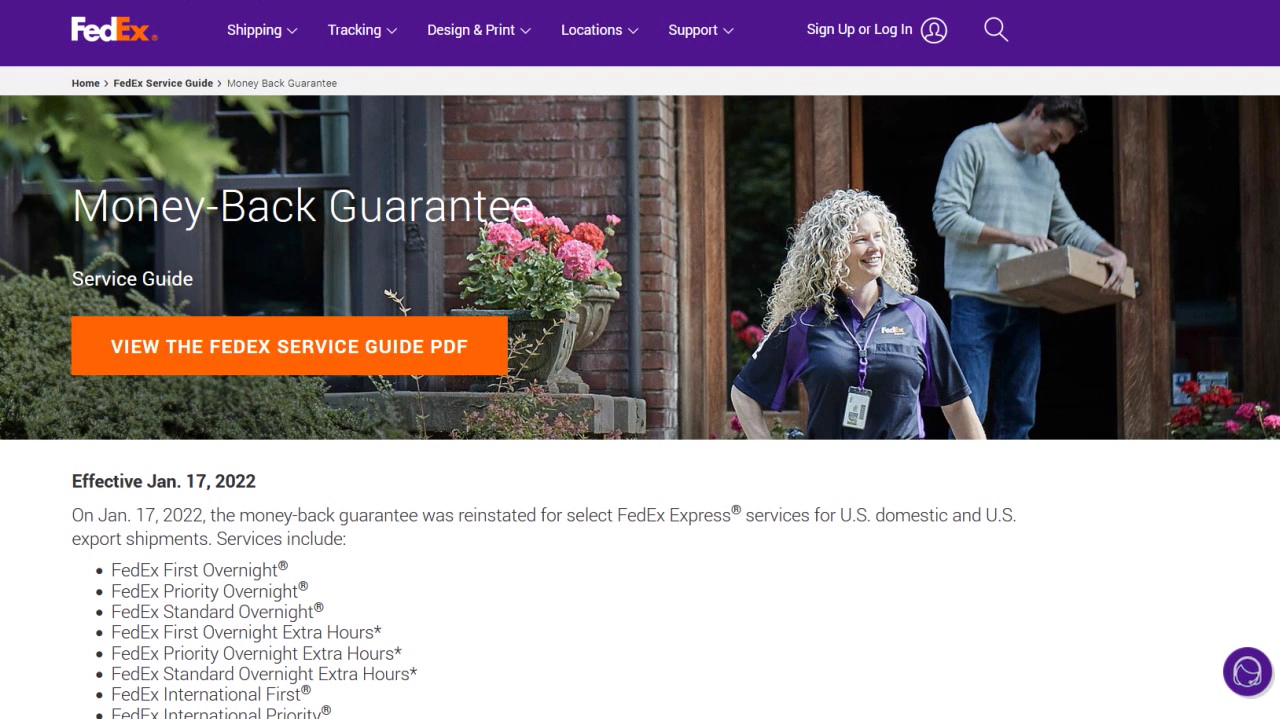 FedEx®
Shipping
Tracking
Design & Print
Locations
Support
Sign Up or Log In
Home > FedEx Service Guide > Money Back Guarantee
Money-Back Guarantee
Service Guide
VIEW THE FEDEX SERVICE GUIDE PDF
FedEx
Effective Jan. 17, 2022
On Jan. 17, 2022, the money-back guarantee was reinstated for select FedEx Express® services for U.S. domestic and U.S.
export shipments. Services include:
• FedEx First Overnight®
• FedEx Priority Overnight®
• FedEx Standard Overnight®
• FedEx First Overnight Extra Hours*
• FedEx Priority Overnight Extra Hours*
• FedEx Standard Overnight Extra Hours*
• FedEx International First®
• FedEx International Priority®